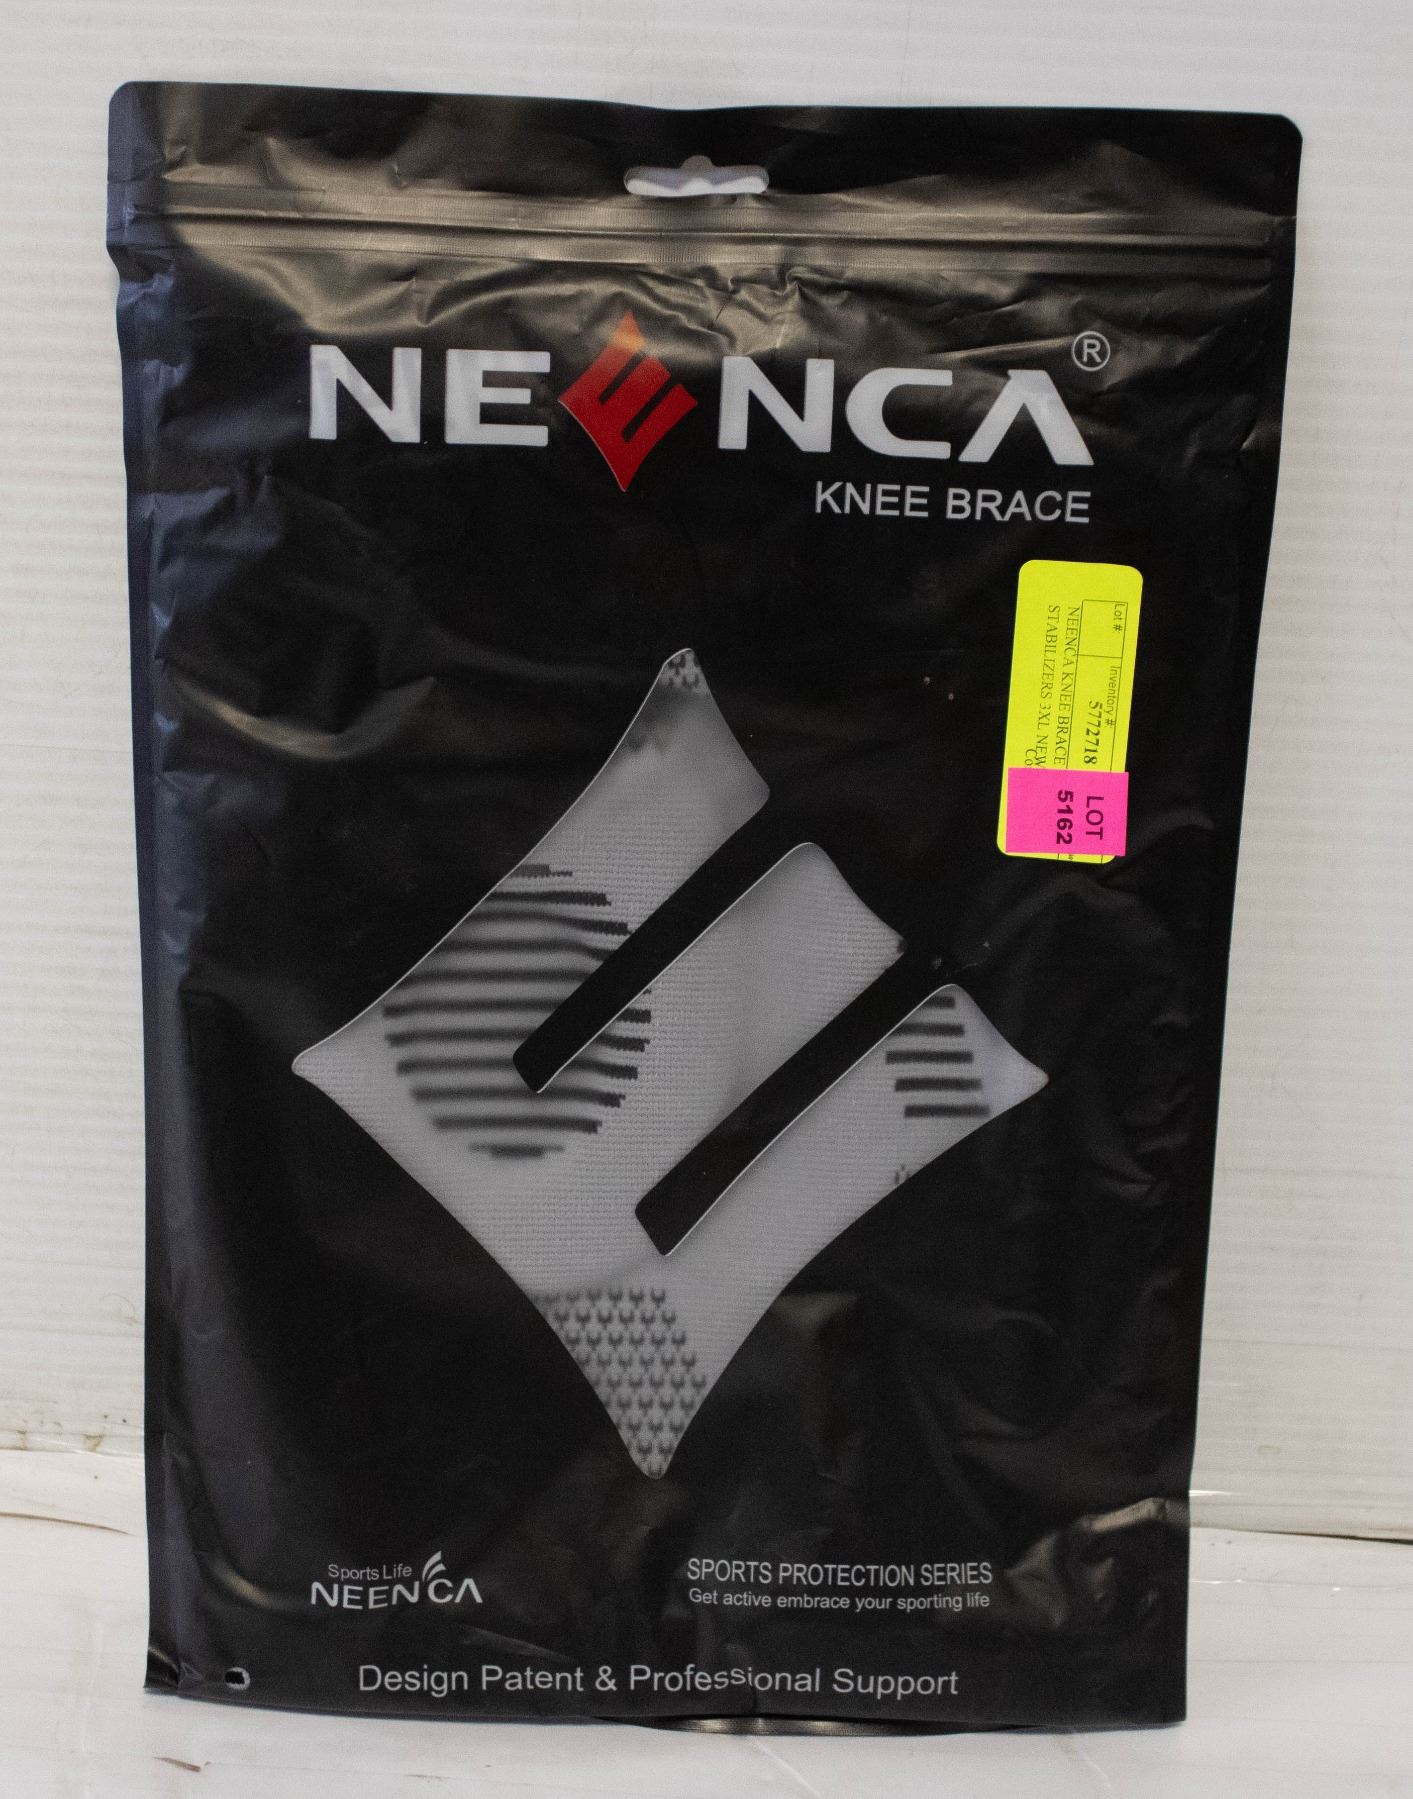 NEENCA®
KNEE BRACE
Lot #
Inventory #
5772718
NEENCA KNEE BRACE
STABILIZERS 3XL NEW
LOT
5162
Sports Life
NEENCA
SPORTS PROTECTION SERIES
Get active embrace your sporting life
Design Patent & Professional Support